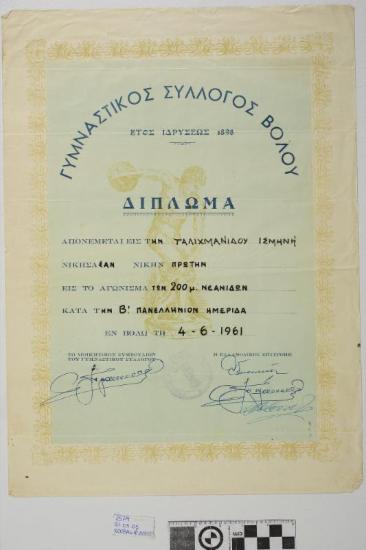 ΓΥΜΝΑΣΤΙΚΟΣ ΣΥΛΛΟΓΟΣ ΒΟΛΟΥ
ΕΤΟΣ ΙΔΡΥΣΕΩΣ 1898
ΔΙΠΛΩΜΑ
ΑΠΟΝΕΜΕΤΑΙ ΕΙΣ Την ΤΑΛΙΧΜΑΝΙΔΟΥ ΙΣΜΗΝΗ
ΝΙΚΗΣΑΣΑΝ ΝΙΚΗΝ ΠΡΩΤΗΝ
ΕΙΣ ΤΟ ΑΓΩΝΙΣΜΑ ΤΩΝ 200 μ. ΝΕΑΝΙΔΩΝ
ΚΑΤΑ ΤΗΝ Β! ΠΑΝΕΛΛΗΝΙΟΝ ΗΜΕΡΙΔΑ
ΕΝ ΒΟΛΩ ΤΗ 4-6-1961
ΤΟ ΔΙΟΙΚΗΤΙΚΟΝ ΣΥΜΒΟΥΛΙΟΝ
ΤΟΥ ΓΥΜΝΑΣΤΙΚΟΥ ΣΥΛΛΟΓΟΥ
Η ΕΛΛΑΝΟΔΙΚΟΣ ΕΠΙΤΡΟΠΗ
cm